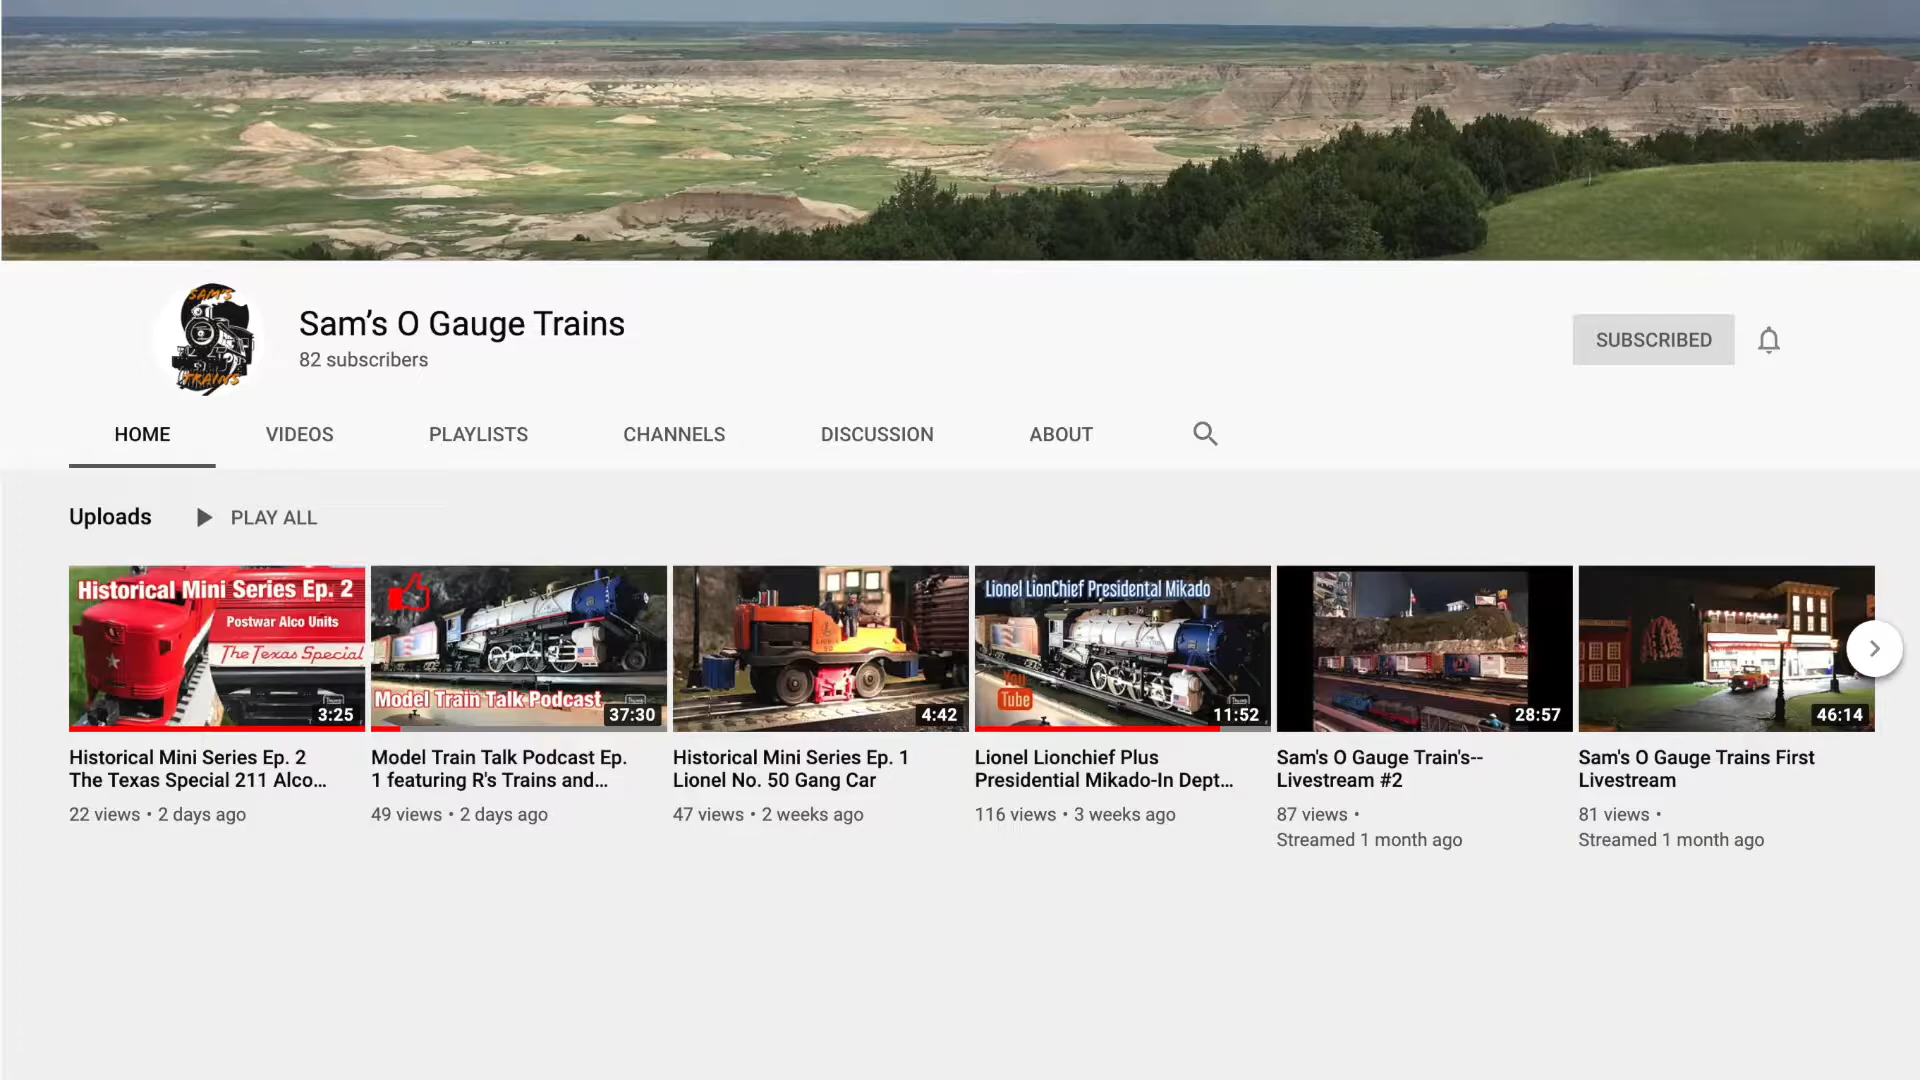 SAM'S
TRAINS
Sam’s O Gauge Trains
82 subscribers
SUBSCRIBED
HOME
VIDEOS
PLAYLISTS
CHANNELS
DISCUSSION
ABOUT
Uploads
PLAY ALL
Historical Mini Series Ep. 2
Postwar Alco Units
The Texas Special
3:25
Historical Mini Series Ep. 2
The Texas Special 211 Alco...
22 views • 2 days ago
Model Train Talk Podcast
37:30
Model Train Talk Podcast Ep.
1 featuring R's Trains and...
49 views • 2 days ago
4:42
Historical Mini Series Ep. 1
Lionel No. 50 Gang Car
47 views • 2 weeks ago
Lionel LionChief Presidental Mikado
You
Tube
11:52
Lionel Lionchief Plus
Presidential Mikado-In Dept...
116 views • 3 weeks ago
28:57
Sam's O Gauge Train's--
Livestream #2
87 views •
Streamed 1 month ago
46:14
Sam's O Gauge Trains First
Livestream
81 views •
Streamed 1 month ago